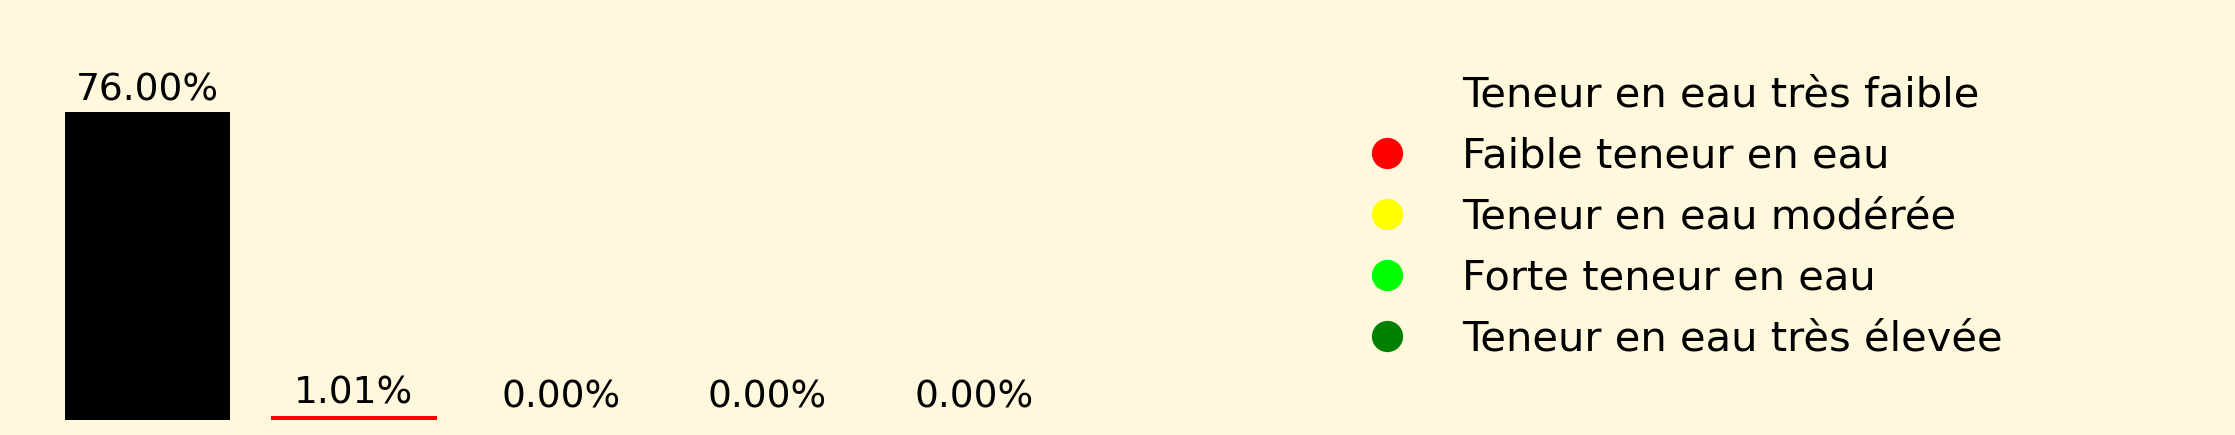 76.00%
1.01%
0.00%
0.00%
0.00%
Teneur en eau très faible
Faible teneur en eau
Teneur en eau modérée
Forte teneur en eau
Teneur en eau très élevée